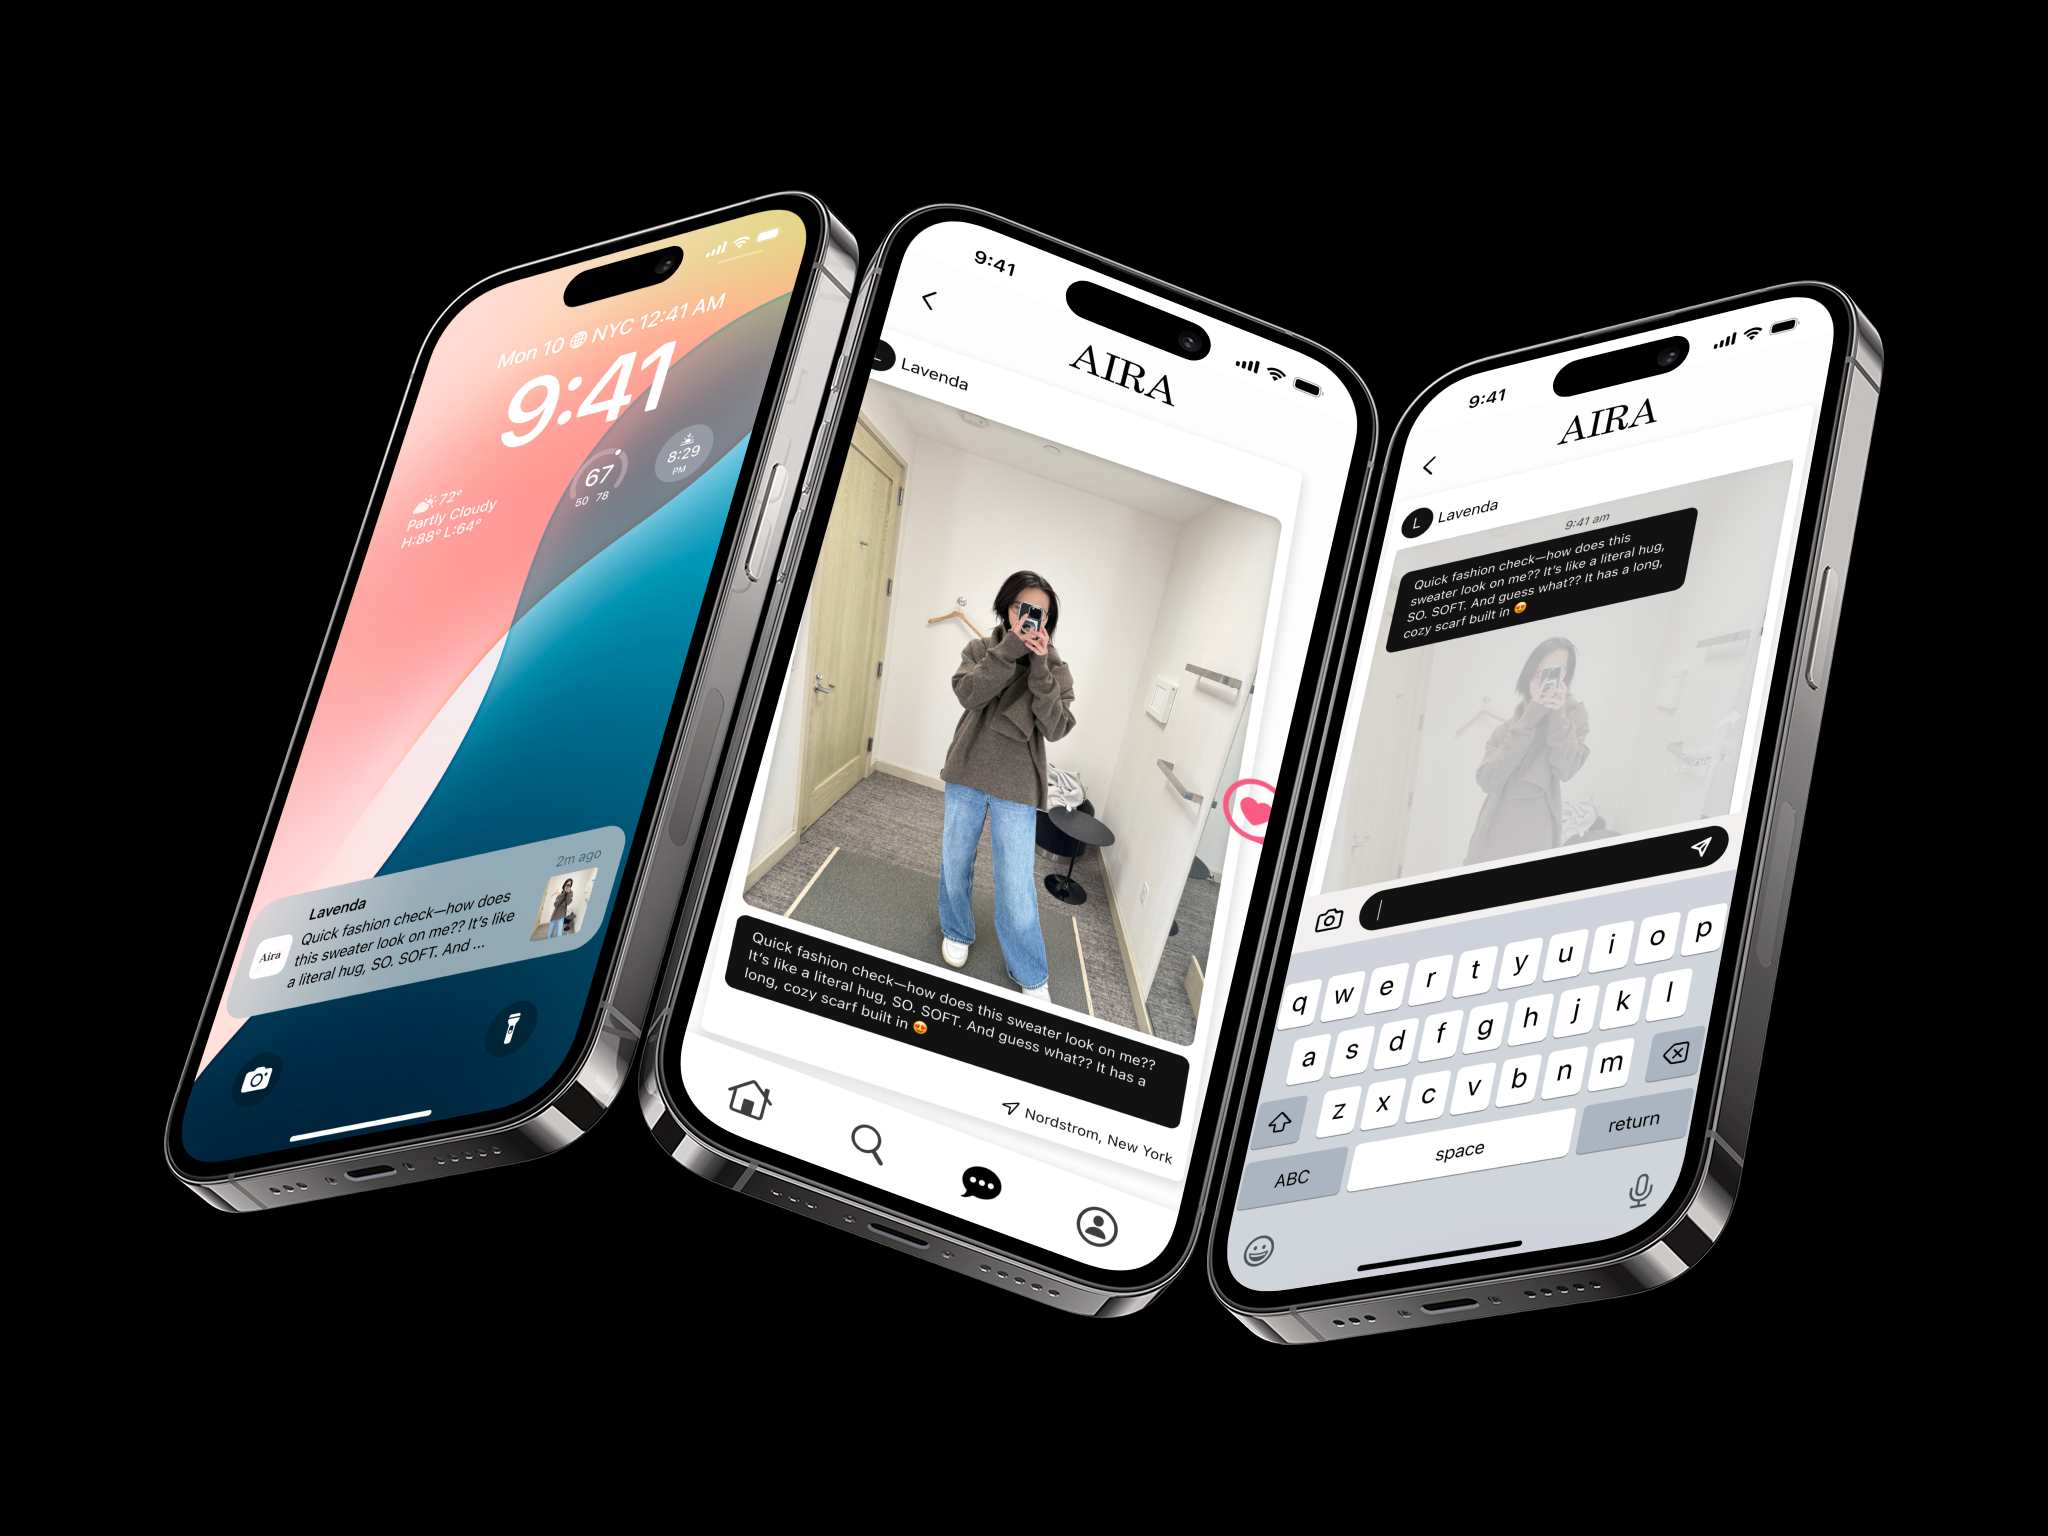 Mon 10 NYC 12:41 AM
9:41
72°
Partly Cloudy
H:88° L:64°
67
50 78
8:29
PM
2m ago
Lavenda
Aira
Quick fashion check—how does
this sweater look on me?? It's like
a literal hug, SO. SOFT. And ...
9:41
AIRA
L
Lavenda
Quick fashion check—how does this sweater look on me??
It's like a literal hug, SO. SOFT. And guess what?? It has a
long, cozy scarf built in 😍
Nordstrom, New York
9:41
AIRA
L
Lavenda
9:41 am
Quick fashion check—how does this
sweater look on me?? It's like a literal hug,
SO. SOFT. And guess what?? It has a long,
cozy scarf built in 😍
q w e r t y u i o p
a s d f g h j k l
z x c v b n m
ABC
space
return